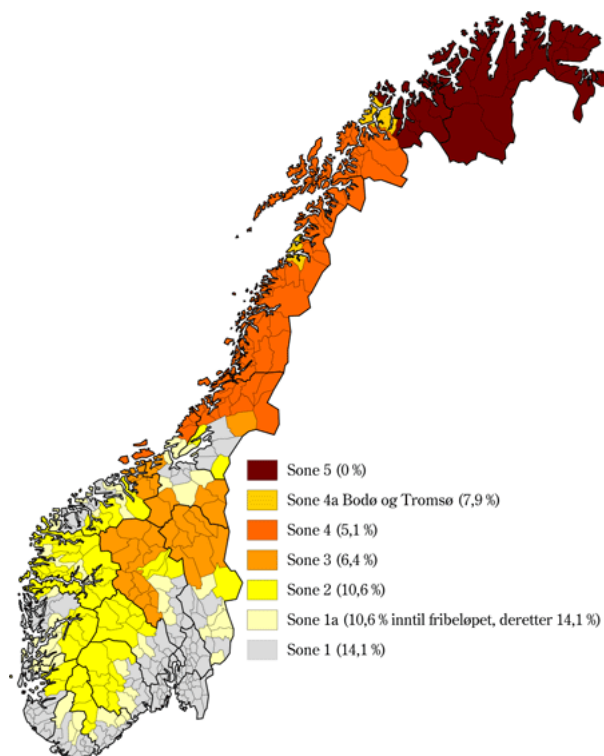 Sone 5 (0 %)
Sone 4a Bodø og Tromsø (7,9 %)
Sone 4 (5,1 %)
Sone 3 (6,4 %)
Sone 2 (10,6 %)
Sone 1a (10,6 % inntil fribeløpet, deretter 14,1 %)
Sone 1 (14,1 %)